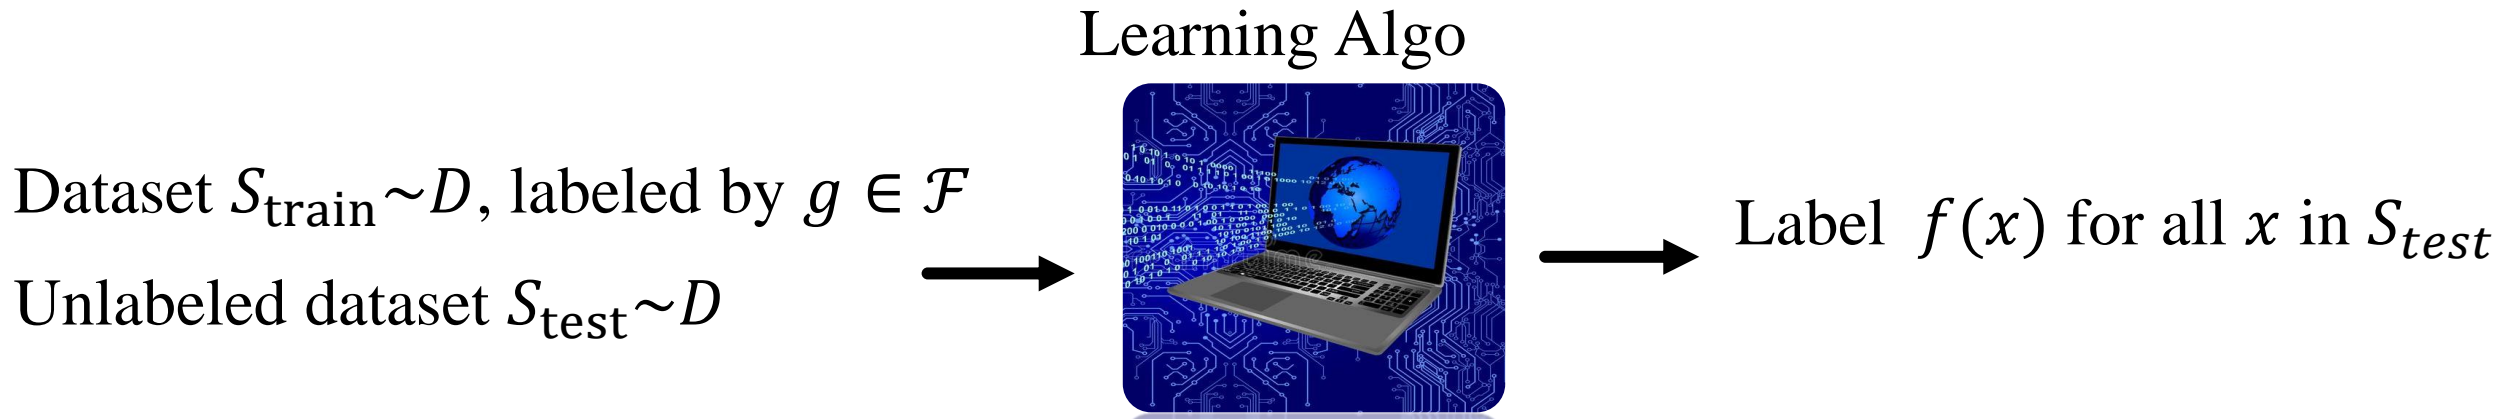 Learning Algo
Dataset S_train ~ D, labeled by g ∈ ℱ
Unlabeled dataset S_test ~ D
Label f(x) for all x in S_test